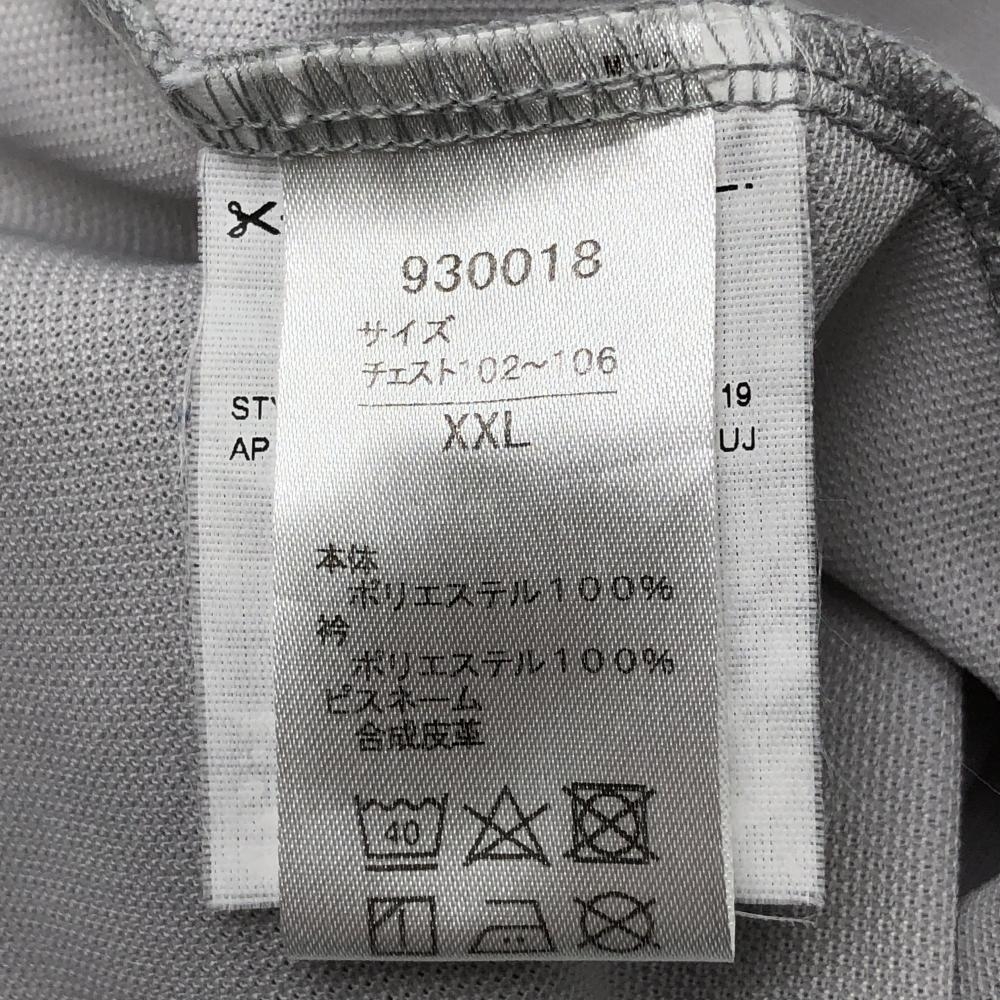 930018
サイズ
チェスト102〜106
XXL
本体
ポリエステル100%
衿
ポリエステル100%
ピスネーム
合成皮革
40
19
AP
UJ